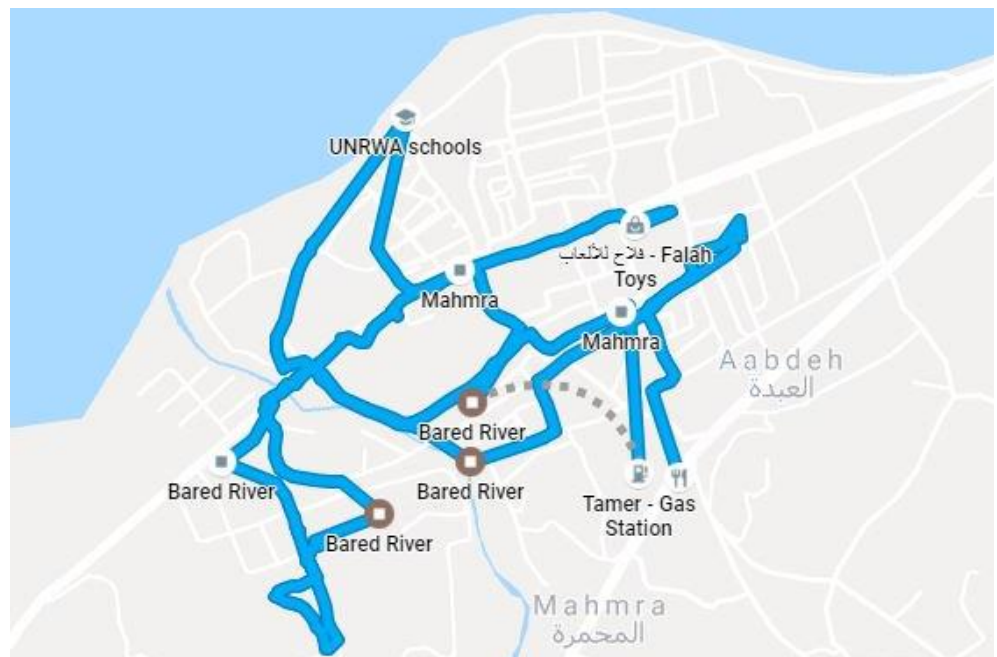 UNRWA schools
فلاح للألعاب - Falah
Toys
Mahmra
Mahmra
Aabdeh
العبدة
Bared River
Bared River
Bared River
Bared River
Tamer - Gas
Station
Mahmra
المحمرة